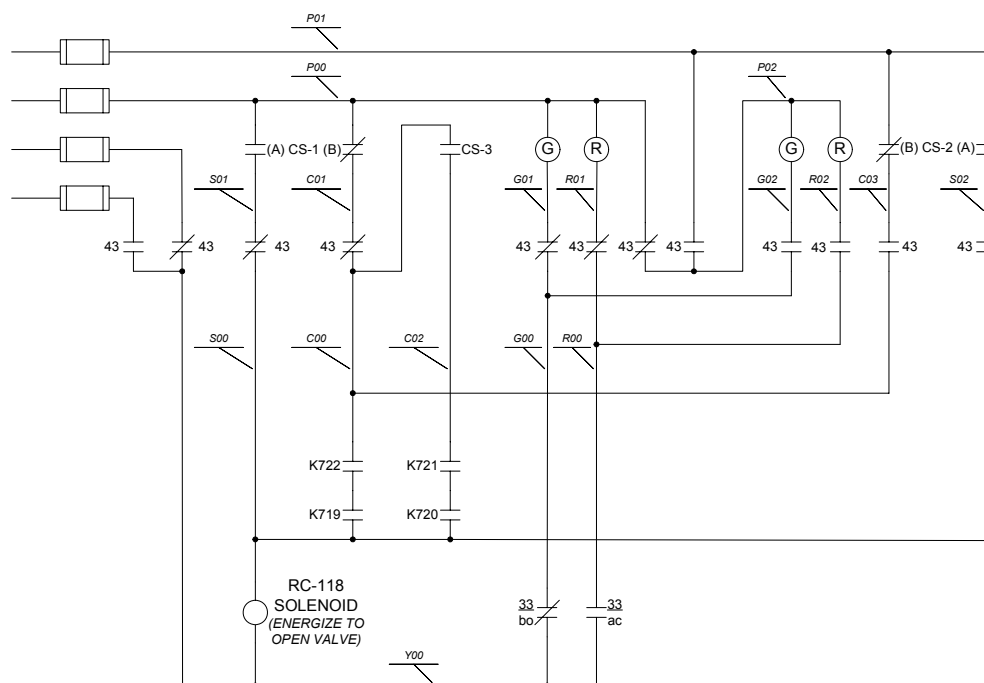 P01
P00
P02
(A) CS-1 (B)
CS-3
G
R
G
R
(B) CS-2 (A)
S01
C01
G01
R01
G02
R02
C03
S02
43
43
43
43
43
43
43
43
43
43
43
43
S00
C00
C02
G00
R00
K722
K721
K719
K720
RC-118
SOLENOID
(ENERGIZE TO
OPEN VALVE)
33
bo
33
ac
Y00